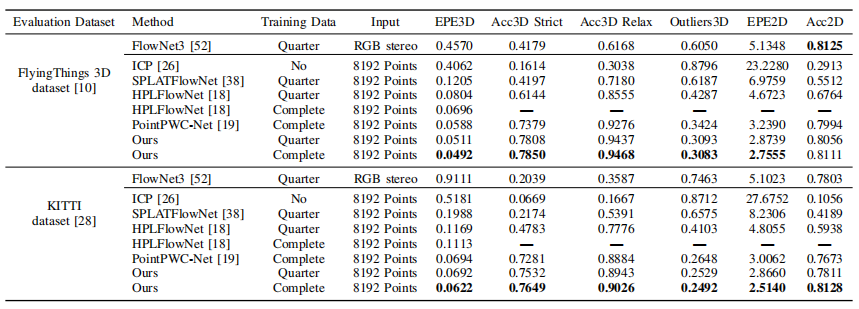 Evaluation Dataset Method Training Data Input EPE3D Acc3D Strict Acc3D Relax Outliers3D EPE2D Acc2D
FlyingThings 3D
dataset [10]
FlowNet3 [52] Quarter RGB stereo 0.4570 0.4179 0.6168 0.6050 5.1348 0.8125
ICP [26] No 8192 Points 0.4062 0.1614 0.3038 0.8796 23.2280 0.2913
SPLATFlowNet [38] Quarter 8192 Points 0.1205 0.4197 0.7180 0.6187 6.9759 0.5512
HPLFlowNet [18] Quarter 8192 Points 0.0804 0.6144 0.8555 0.4287 4.6723 0.6764
HPLFlowNet [18] Complete 8192 Points 0.0696 — — — — —
PointPWC-Net [19] Complete 8192 Points 0.0588 0.7379 0.9276 0.3424 3.2390 0.7994
Ours Quarter 8192 Points 0.0511 0.7808 0.9437 0.3093 2.8739 0.8056
Ours Complete 8192 Points 0.0492 0.7850 0.9468 0.3083 2.7555 0.8111
KITTI
dataset [28]
FlowNet3 [52] Quarter RGB stereo 0.9111 0.2039 0.3587 0.7463 5.1023 0.7803
ICP [26] No 8192 Points 0.5181 0.0669 0.1667 0.8712 27.6752 0.1056
SPLATFlowNet [38] Quarter 8192 Points 0.1988 0.2174 0.5391 0.6575 8.2306 0.4189
HPLFlowNet [18] Quarter 8192 Points 0.1169 0.4783 0.7776 0.4103 4.8055 0.5938
HPLFlowNet [18] Complete 8192 Points 0.1113 — — — — —
PointPWC-Net [19] Complete 8192 Points 0.0694 0.7281 0.8884 0.2648 3.0062 0.7673
Ours Quarter 8192 Points 0.0692 0.7532 0.8943 0.2529 2.8660 0.7811
Ours Complete 8192 Points 0.0622 0.7649 0.9026 0.2492 2.5140 0.8128